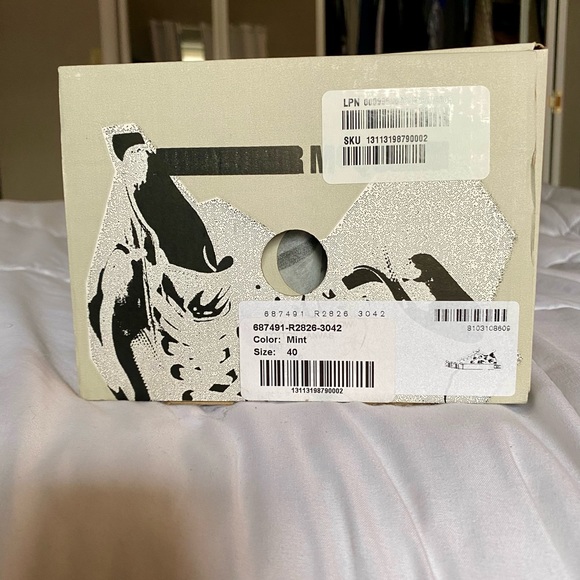 LPN
SKU 13113198790002
687491 R2826 3042
687491-R2826-3042
Color: Mint
Size: 40
13113198790002